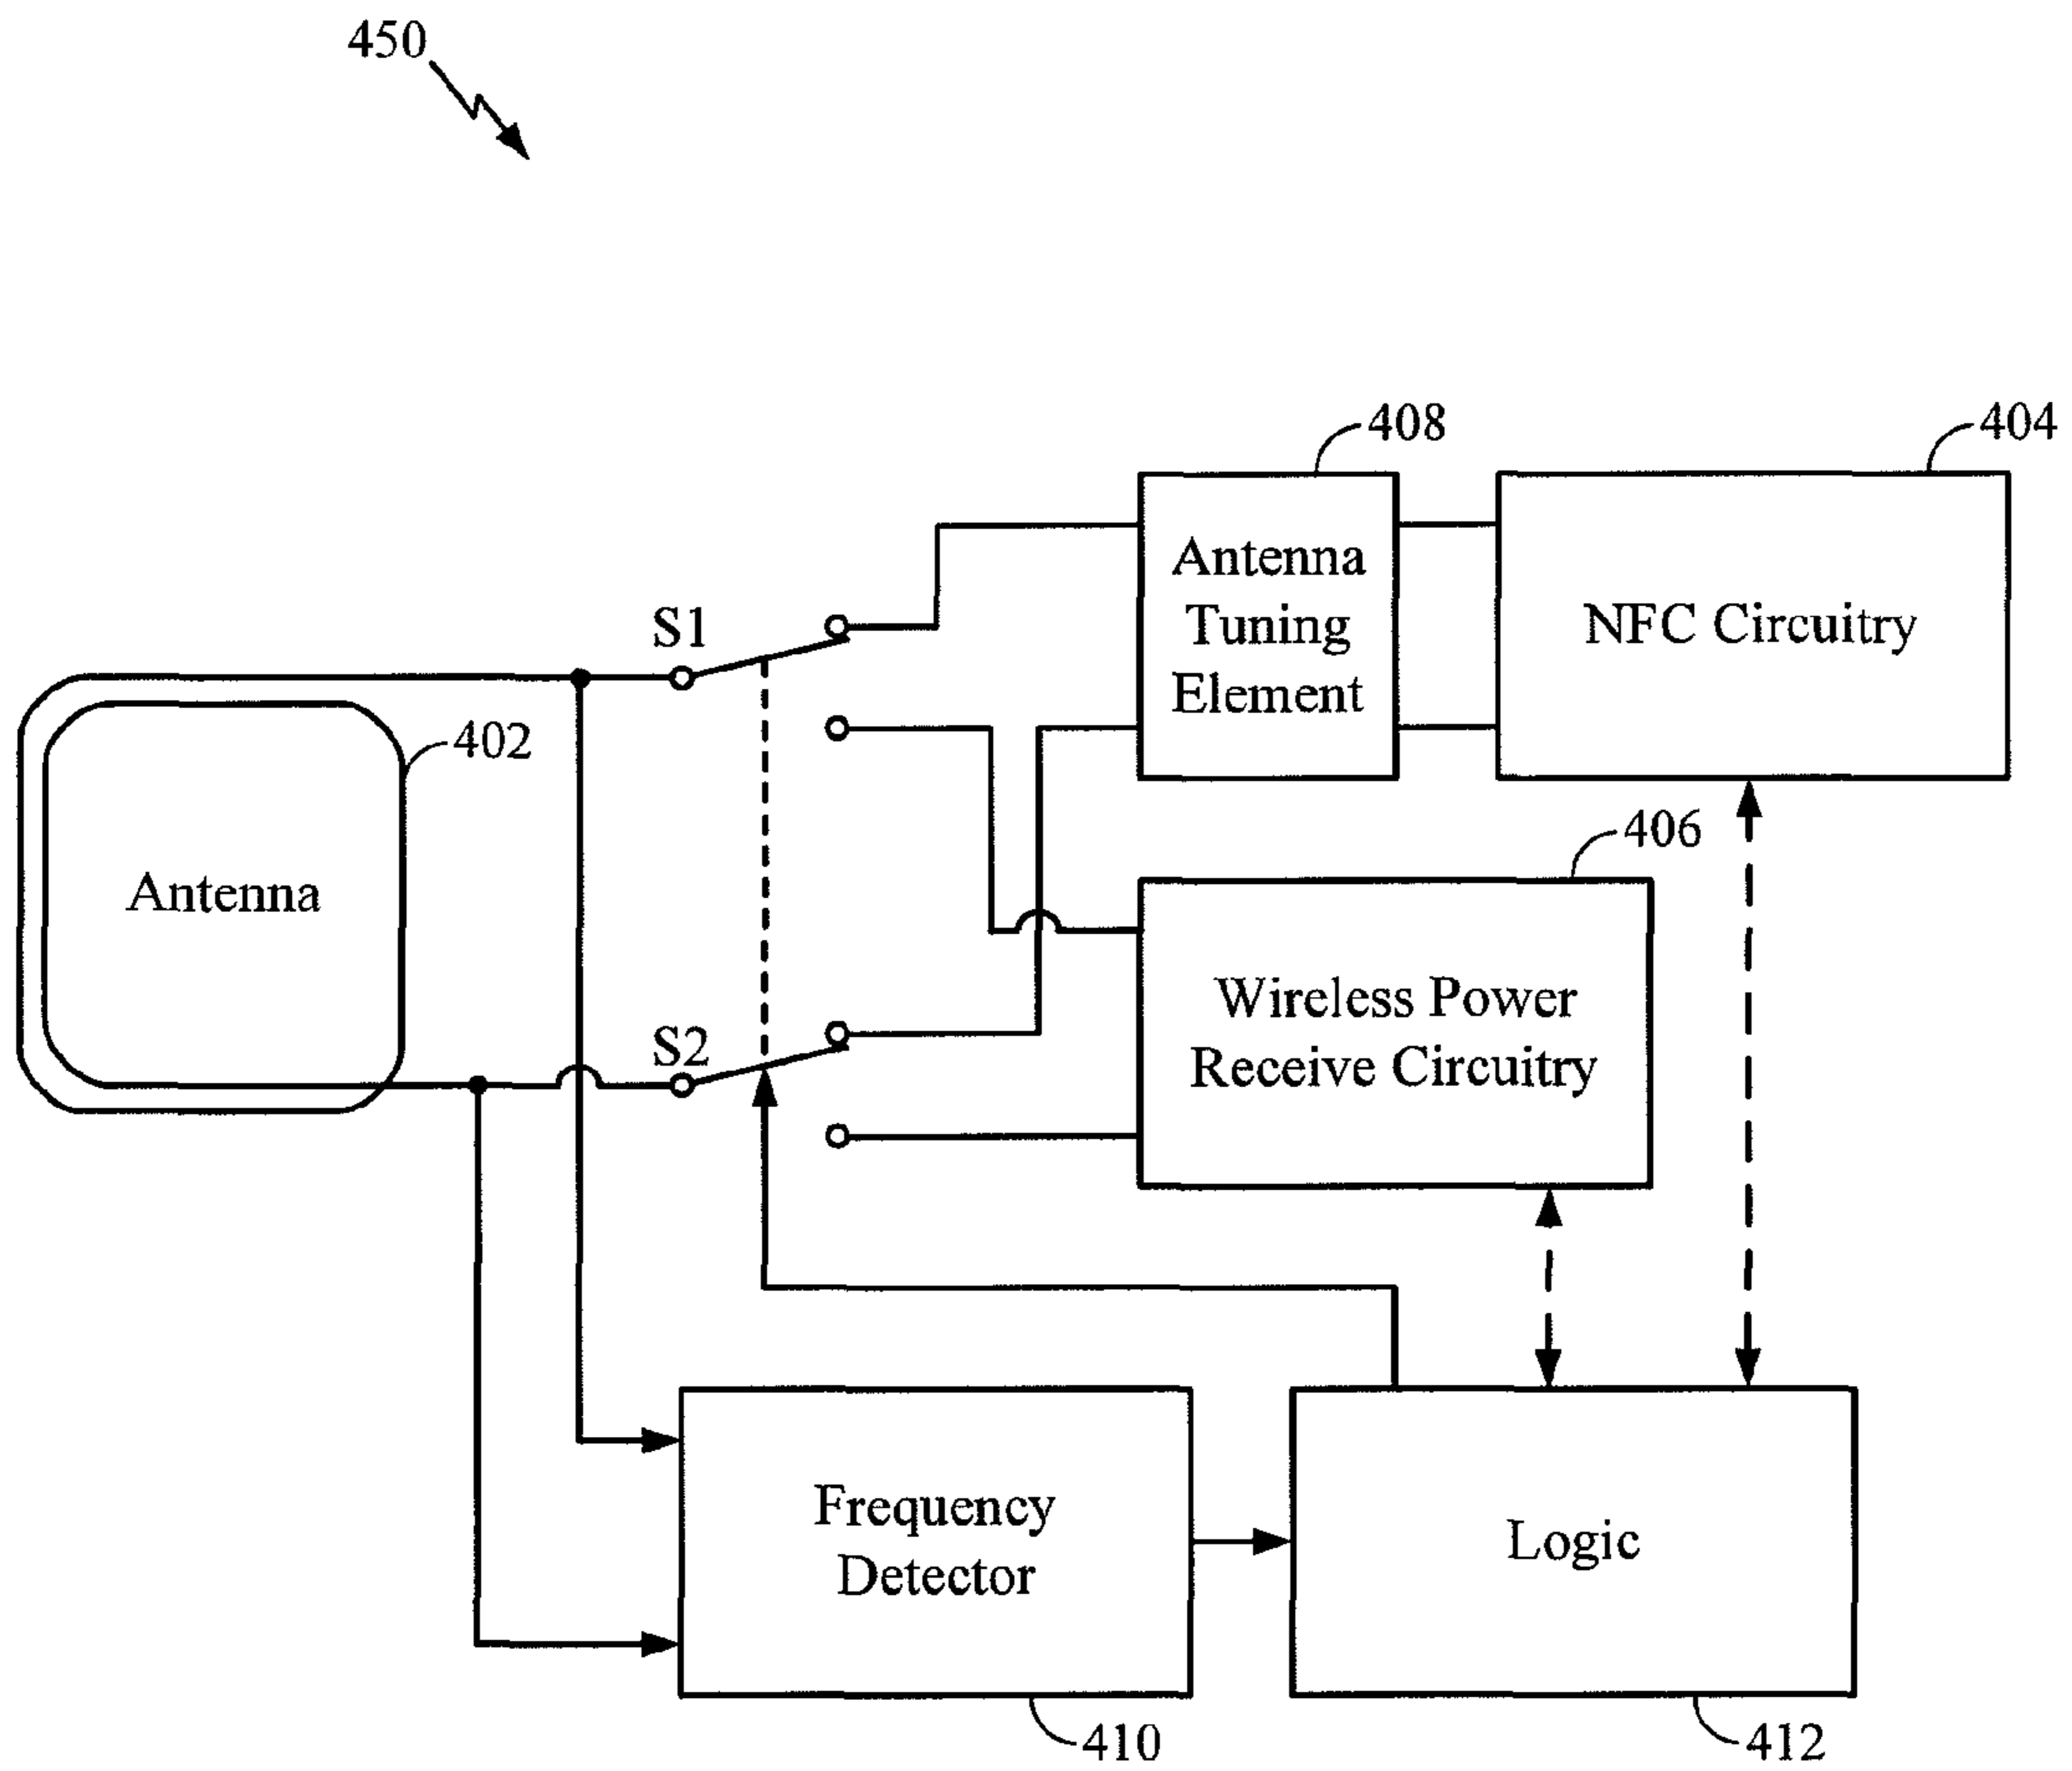 450
408
404
Antenna
Tuning
Element
NFC Circuitry
S1
402
406
Antenna
Wireless Power
Receive Circuitry
S2
Frequency
Detector
Logic
410
412